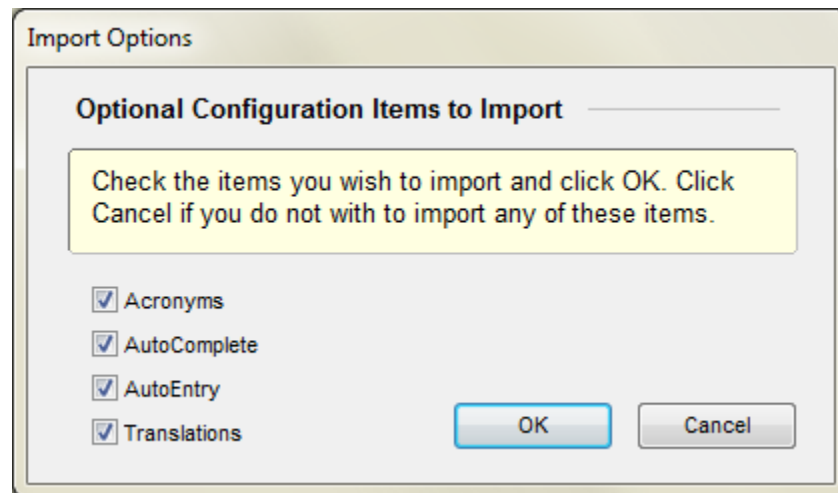 Import Options
Optional Configuration Items to Import
Check the items you wish to import and click OK. Click
Cancel if you do not with to import any of these items.
Acronyms
AutoComplete
AutoEntry
Translations
OK
Cancel